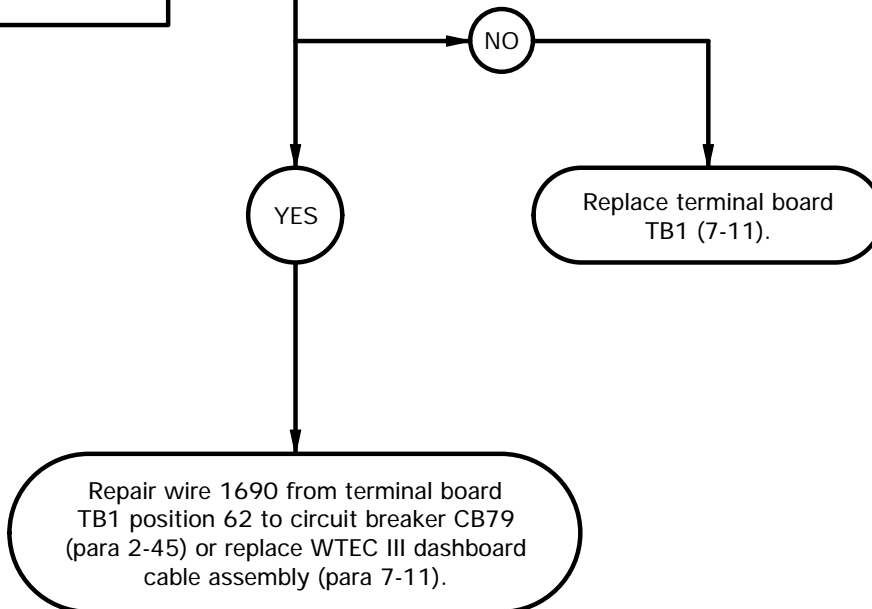 NO
YES
Replace terminal board
TB1 (7-11).
Repair wire 1690 from terminal board
TB1 position 62 to circuit breaker CB79
(para 2-45) or replace WTEC III dashboard
cable assembly (para 7-11).